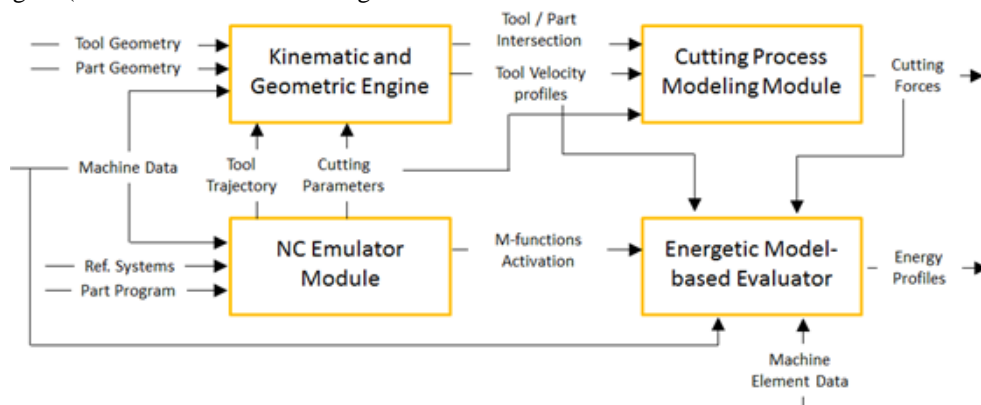 Tool Geometry
Part Geometry
Kinematic and
Geometric Engine
Tool / Part
Intersection
Tool Velocity
profiles
Cutting Process
Modeling Module
Cutting
Forces
Machine Data
Tool
Trajectory
Cutting
Parameters
Ref. Systems
Part Program
NC Emulator
Module
M-functions
Activation
Energetic Model-
based Evaluator
Energy
Profiles
Machine
Element Data